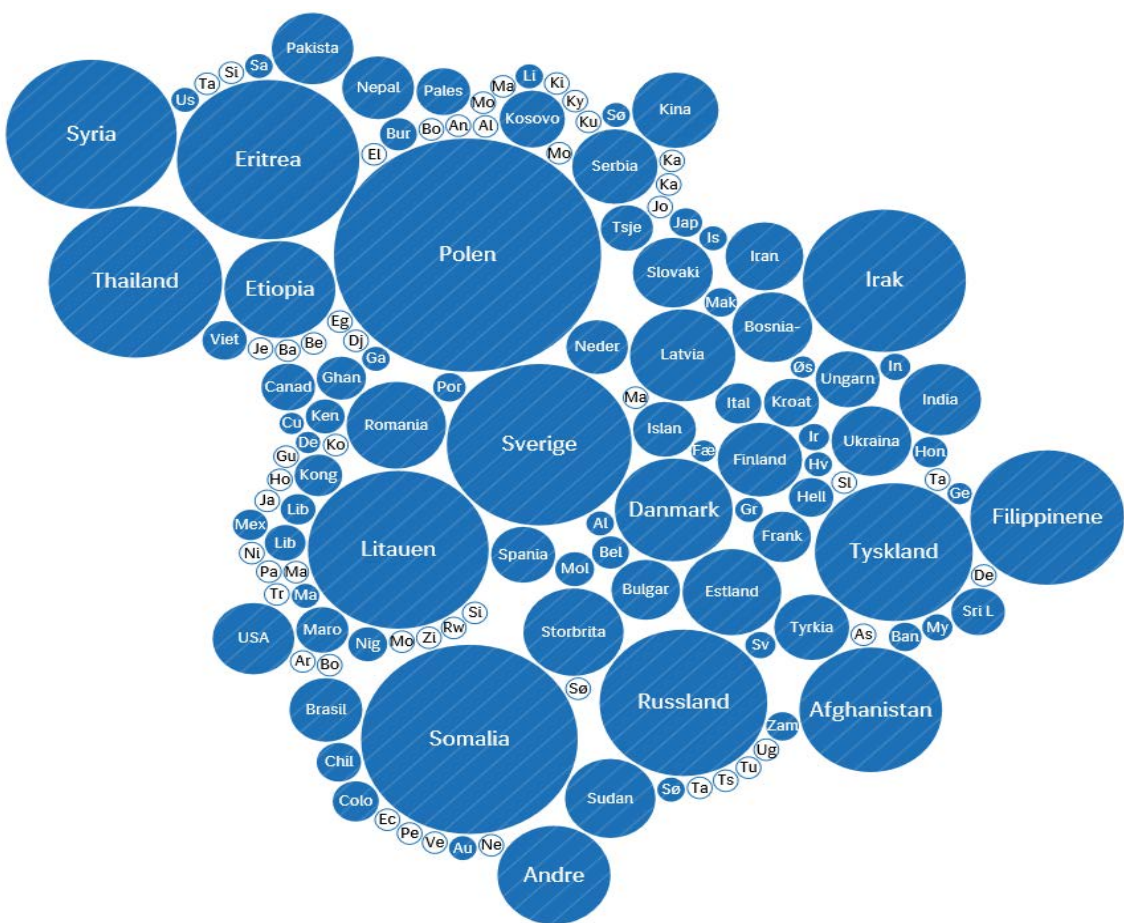 Pakista
Sa
Si
Ta
Us
Syria
Nepal
Pales
Mo
Ma
Li
Ki
Ky
Ku
Sø
Kina
Eritrea
El
Bur
Bo
An
Al
Kosovo
Mo
Serbia
Ka
Ka
Jo
Tsje
Jap
Is
Iran
Irak
Polen
Slovaki
Mak
Thailand
Etiopia
Bosnia-
Viet
Je
Ba
Be
Eg
Dj
Ga
Neder
Latvia
Øs
Ungarn
In
India
Canad
Ghan
Por
Ma
Ital
Kroat
Cu
Ken
Romania
Sverige
Islan
De
Ko
Fæ
Finland
Ir
Hv
Ukraina
Hon
Gu
Ho
Kong
Sl
Ta
Ge
Ja
Lib
Hell
Danmark
Gr
Filippinene
Mex
Lib
Litauen
Al
Frank
Tyskland
Ni
Pa
Ma
Spania
Bel
Mol
Tr
Ma
Bulgar
Estland
De
Sri L
USA
Maro
Nig
Mo
Zi
Rw
Si
Storbrita
Sv
Tyrkia
As
Ban
My
Ar
Bo
Sø
Russland
Afghanistan
Brasil
Somalia
Zam
Ug
Chil
Tu
Colo
Sudan
Sø
Ta
Ts
Ec
Pe
Ve
Au
Ne
Andre